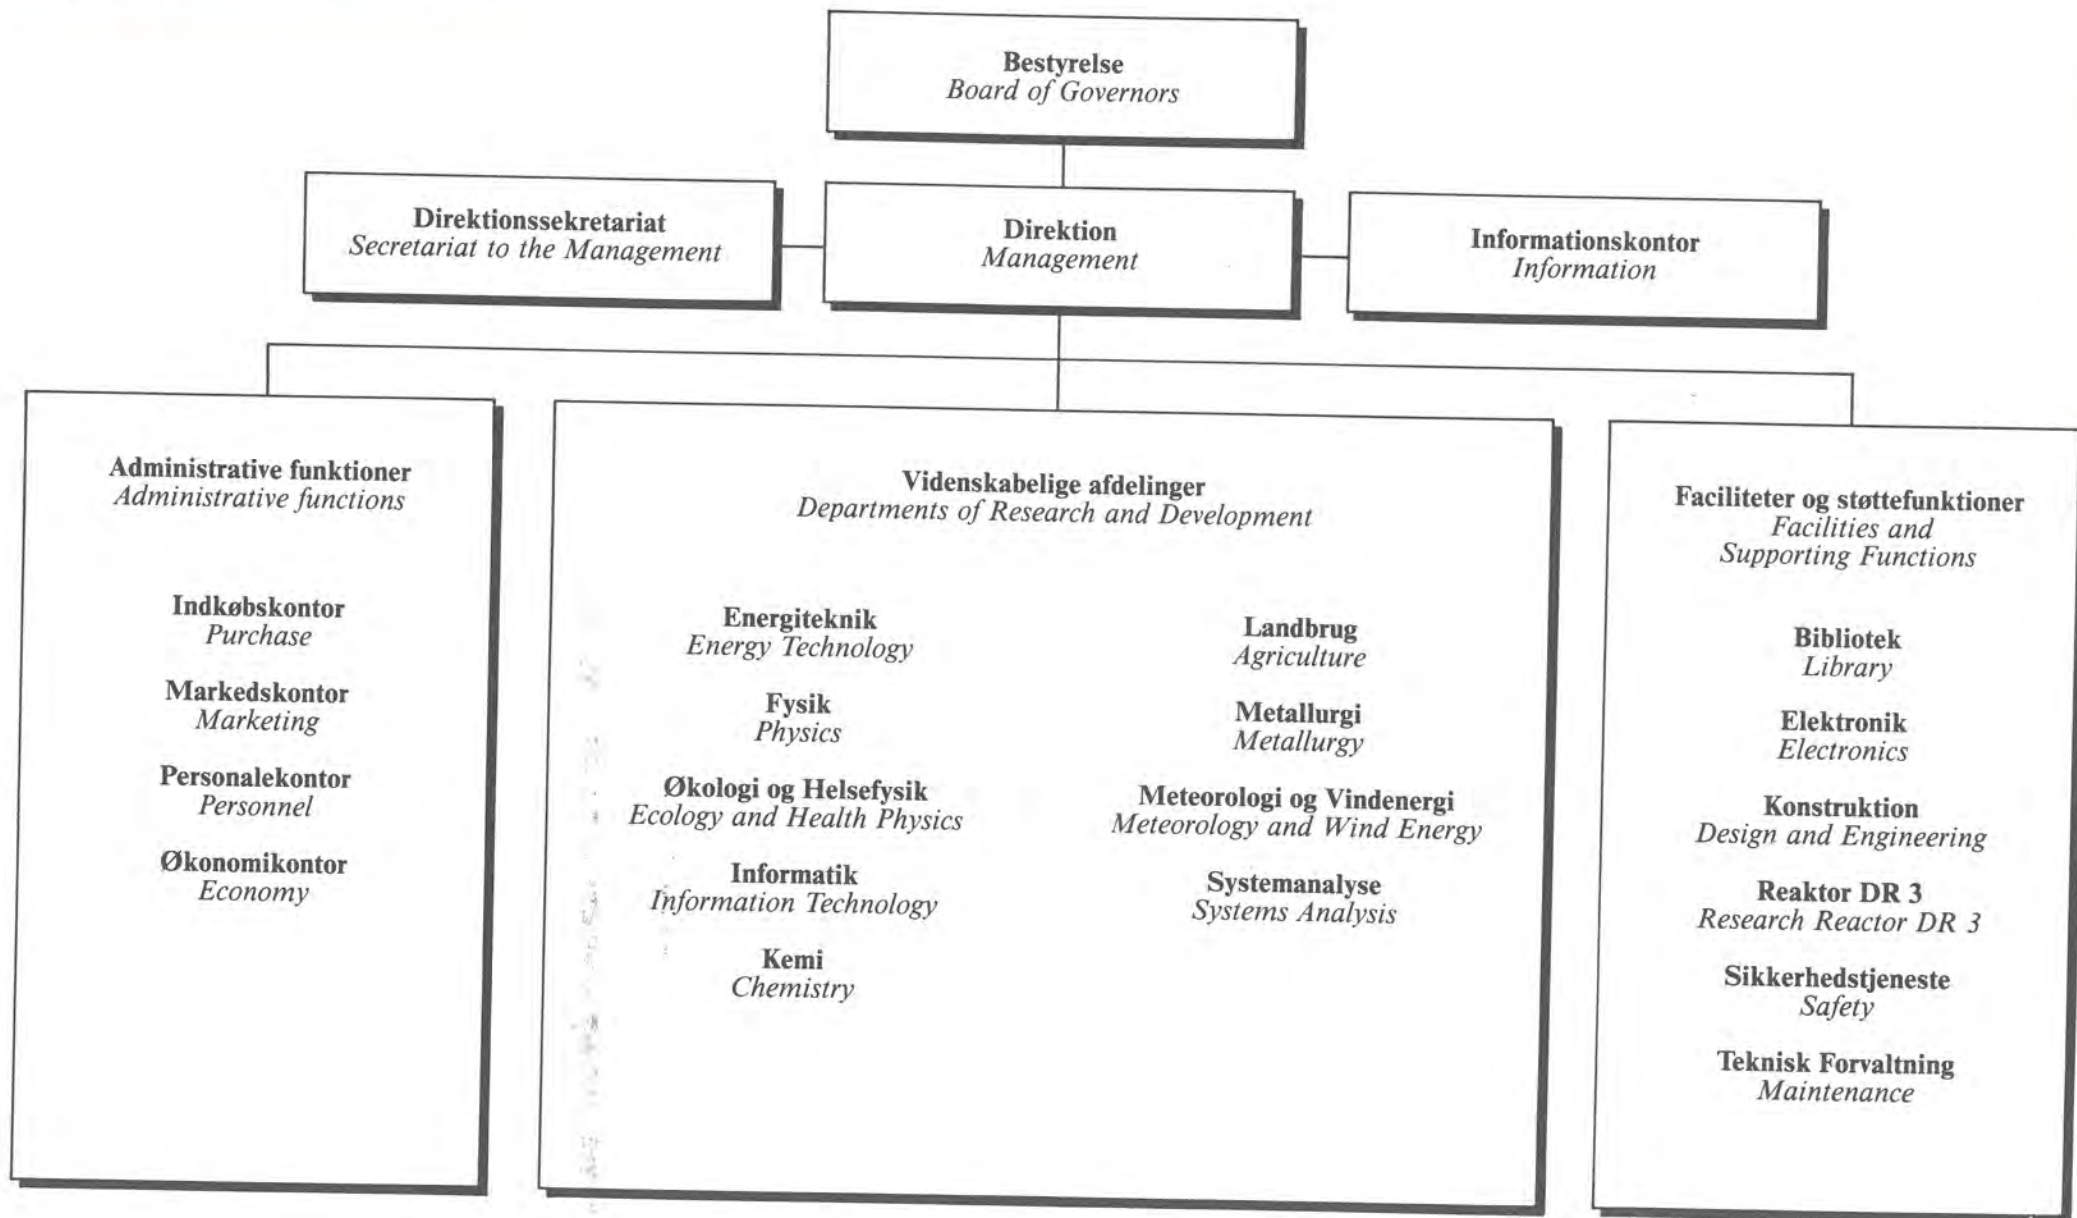 Bestyrelse
Board of Governors
Direktionssekretariat
Secretariat to the Management
Direktion
Management
Informationskontor
Information
Administrative funktioner
Administrative functions
Indkøbskontor
Purchase
Markedskontor
Marketing
Personalekontor
Personnel
Økonomikontor
Economy
Videnskabelige afdelinger
Departments of Research and Development
Energiteknik
Energy Technology
Fysik
Physics
Økologi og Helsefysik
Ecology and Health Physics
Informatik
Information Technology
Kemi
Chemistry
Landbrug
Agriculture
Metallurgi
Metallurgy
Meteorologi og Vindenergi
Meteorology and Wind Energy
Systemanalyse
Systems Analysis
Faciliteter og støttefunktioner
Facilities and
Supporting Functions
Bibliotek
Library
Elektronik
Electronics
Konstruktion
Design and Engineering
Reaktor DR 3
Research Reactor DR 3
Sikkerhedstjeneste
Safety
Teknisk Forvaltning
Maintenance